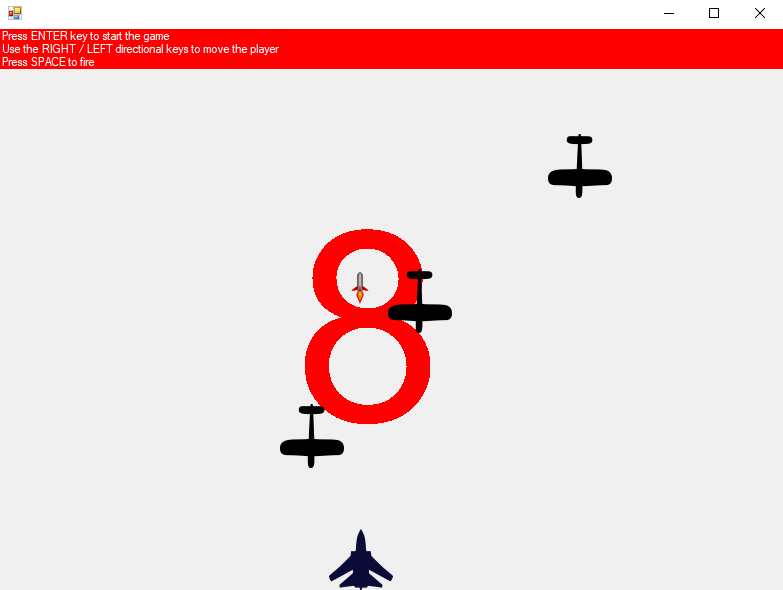 Press ENTER key to start the game
Use the RIGHT / LEFT directional keys to move the player
Press SPACE to fire
8